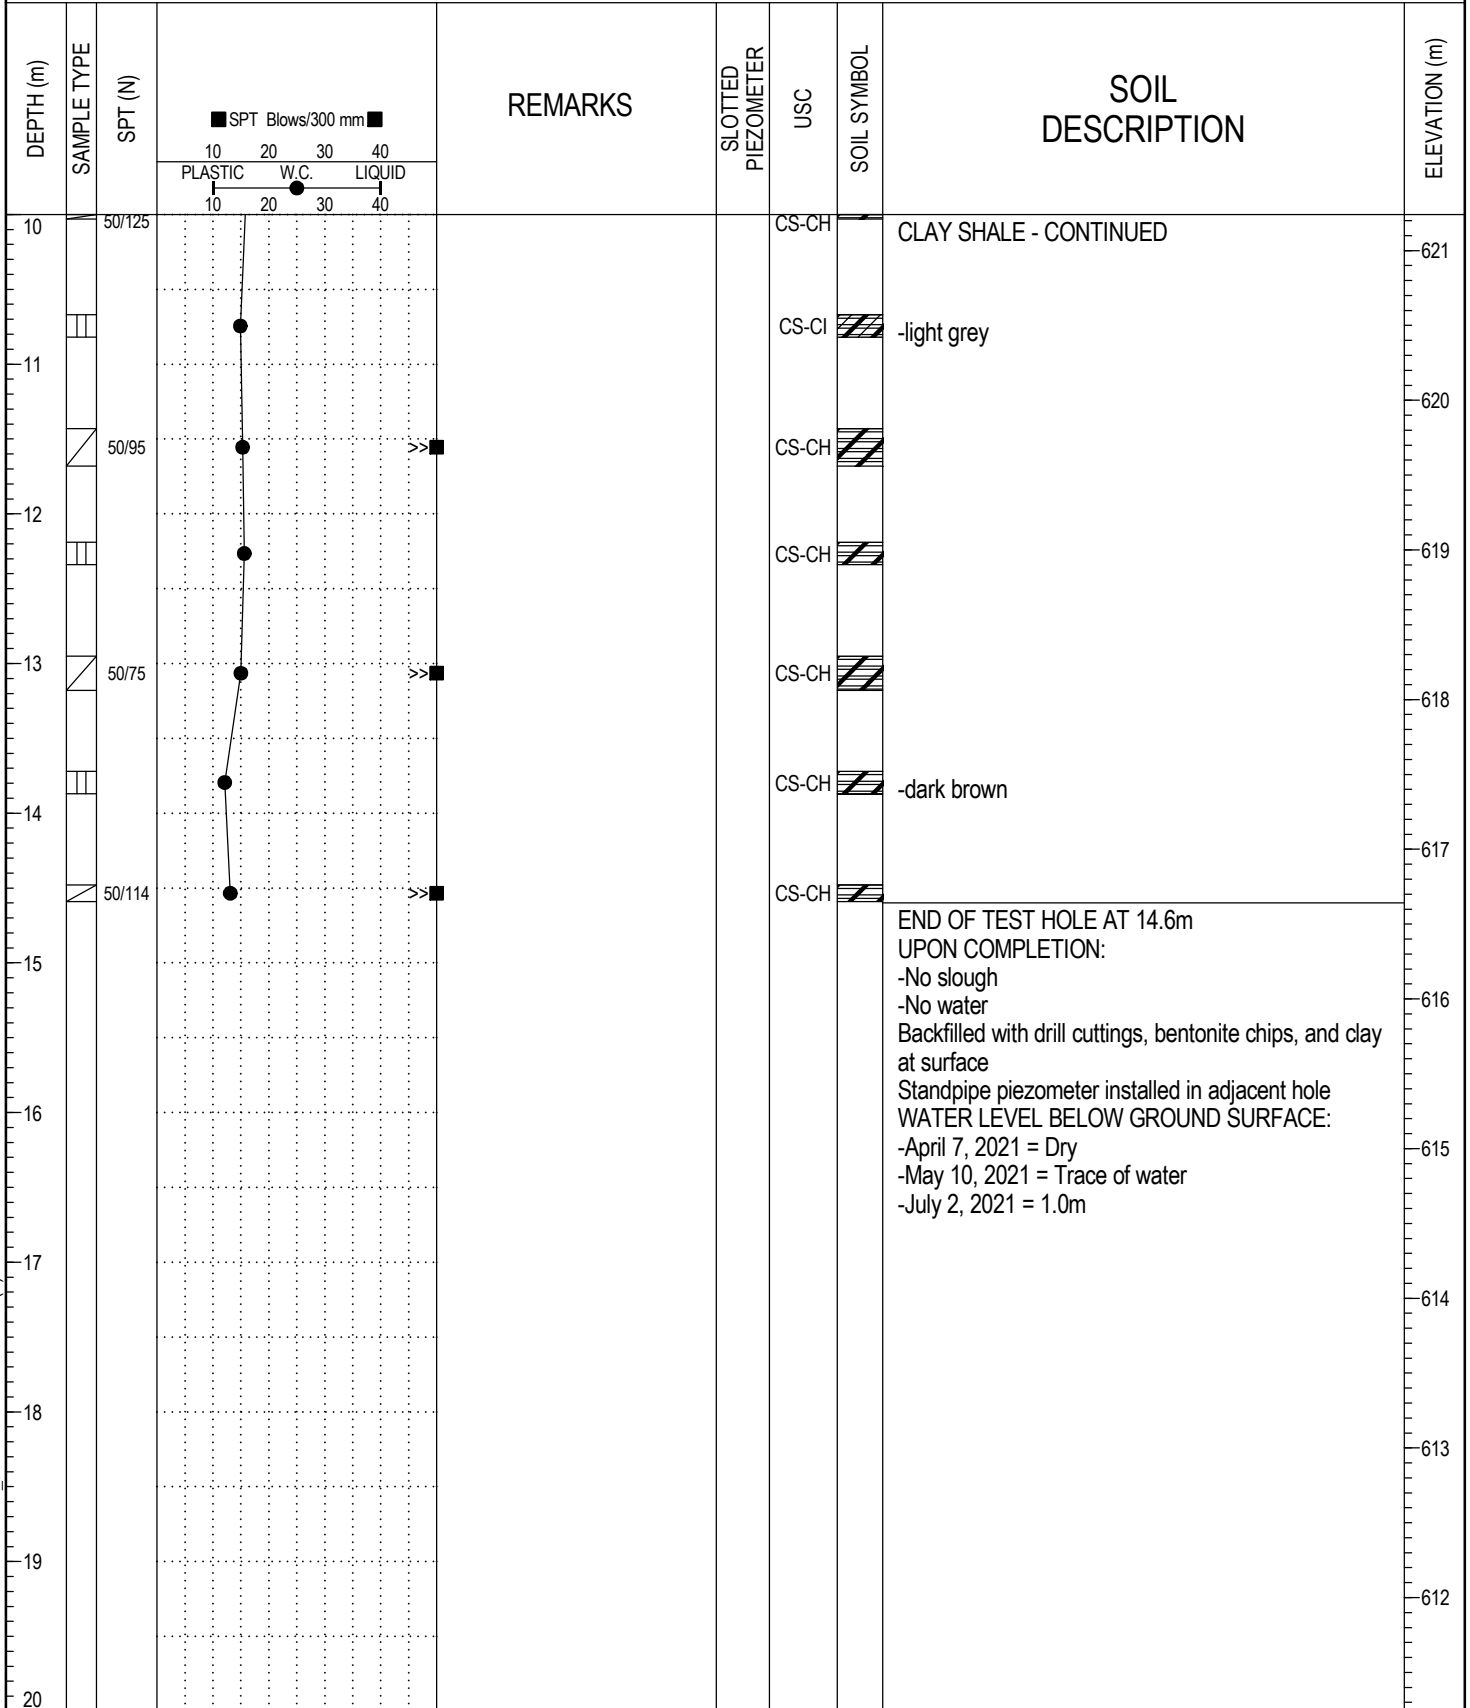 DEPTH (m)
SAMPLE TYPE
SPT (N)
■ SPT Blows/300 mm ■
10 20 30 40
PLASTIC W.C. LIQUID
10 20 30 40
REMARKS
SLOTTED
PIEZOMETER
USC
SOIL SYMBOL
SOIL
DESCRIPTION
ELEVATION (m)
10 50/125 CS-CH CLAY SHALE - CONTINUED
621
CS-CI -light grey
11
620
50/95 >> CS-CH
12
CS-CH 619
13 50/75 >> CS-CH
618
CS-CH -dark brown
14
617
50/114 >> CS-CH
END OF TEST HOLE AT 14.6m
UPON COMPLETION:
15
-No slough
616
-No water
Backfilled with drill cuttings, bentonite chips, and clay
at surface
Standpipe piezometer installed in adjacent hole
16
WATER LEVEL BELOW GROUND SURFACE:
-April 7, 2021 = Dry
615
-May 10, 2021 = Trace of water
-July 2, 2021 = 1.0m
17
614
18
613
19
612
20